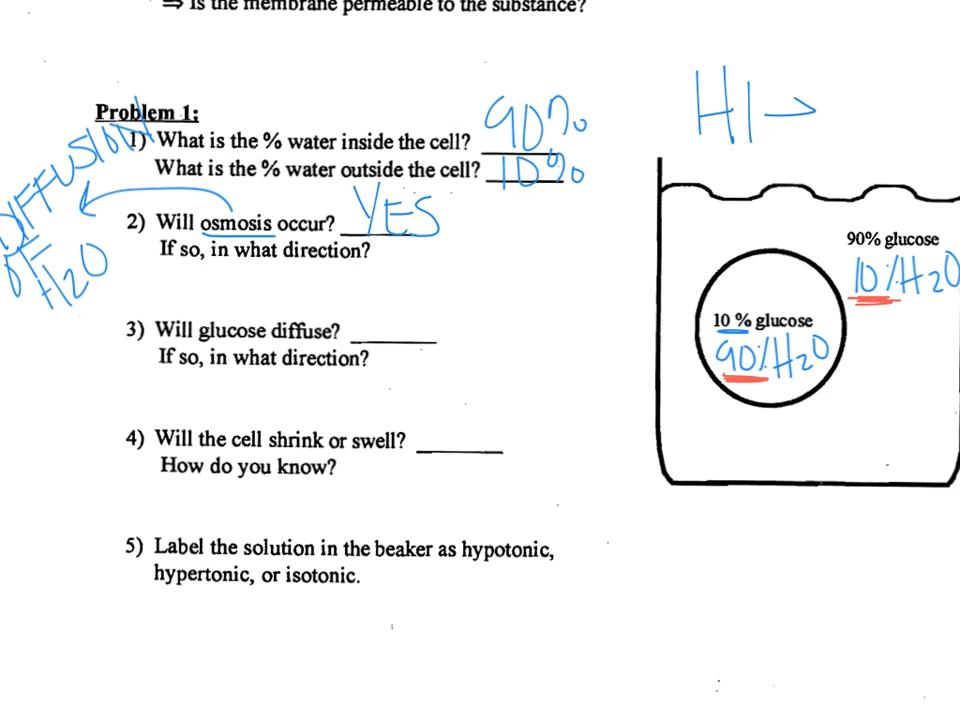 ⇒ Is the membrane permeable to the substance?
HI→
Problem 1:
1) What is the % water inside the cell? 90%
What is the % water outside the cell? 10%
DIFFUSION
OF
H2O
2) Will osmosis occur? YES
If so, in what direction?
3) Will glucose diffuse? ________
If so, in what direction?
4) Will the cell shrink or swell? ________
How do you know?
5) Label the solution in the beaker as hypotonic,
hypertonic, or isotonic.
90% glucose
10% H2O
10 % glucose
90% H2O